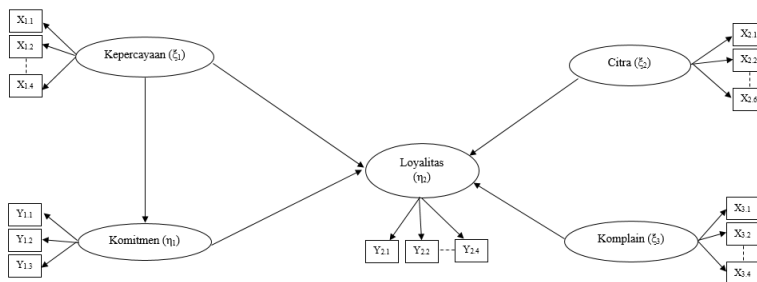 X1.1
X1.2
X1.4
Kepercayaan (ξ1)
Citra (ξ2)
X2.1
X2.2
X2.6
Loyalitas
(η2)
Y1.1
Y1.2
Y1.3
Komitmen (η1)
Y2.1
Y2.2
Y2.4
Komplain (ξ3)
X3.1
X3.2
X3.4